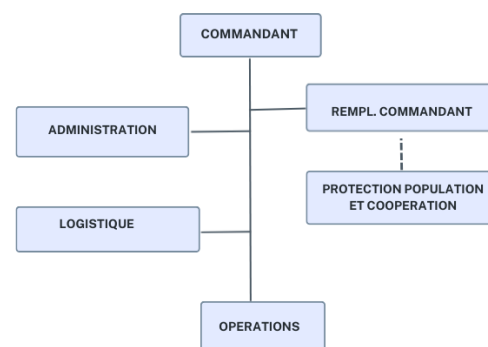 COMMANDANT
REMPL. COMMANDANT
ADMINISTRATION
PROTECTION POPULATION
ET COOPERATION
LOGISTIQUE
OPERATIONS